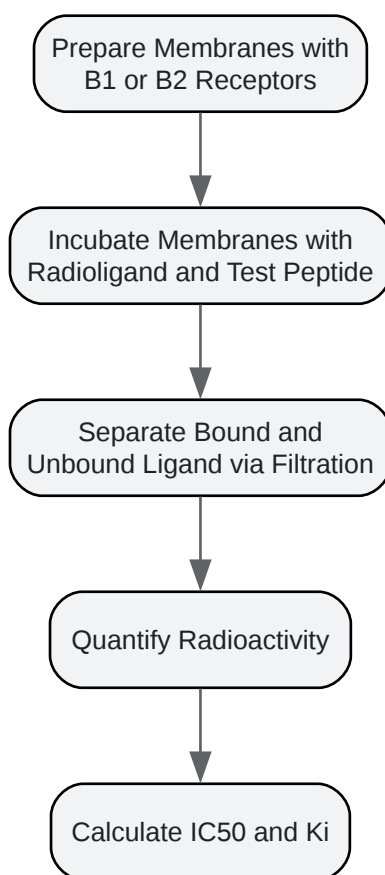 Prepare Membranes with
B1 or B2 Receptors
Incubate Membranes with
Radioligand and Test Peptide
Separate Bound and
Unbound Ligand via Filtration
Quantify Radioactivity
Calculate IC50 and Ki